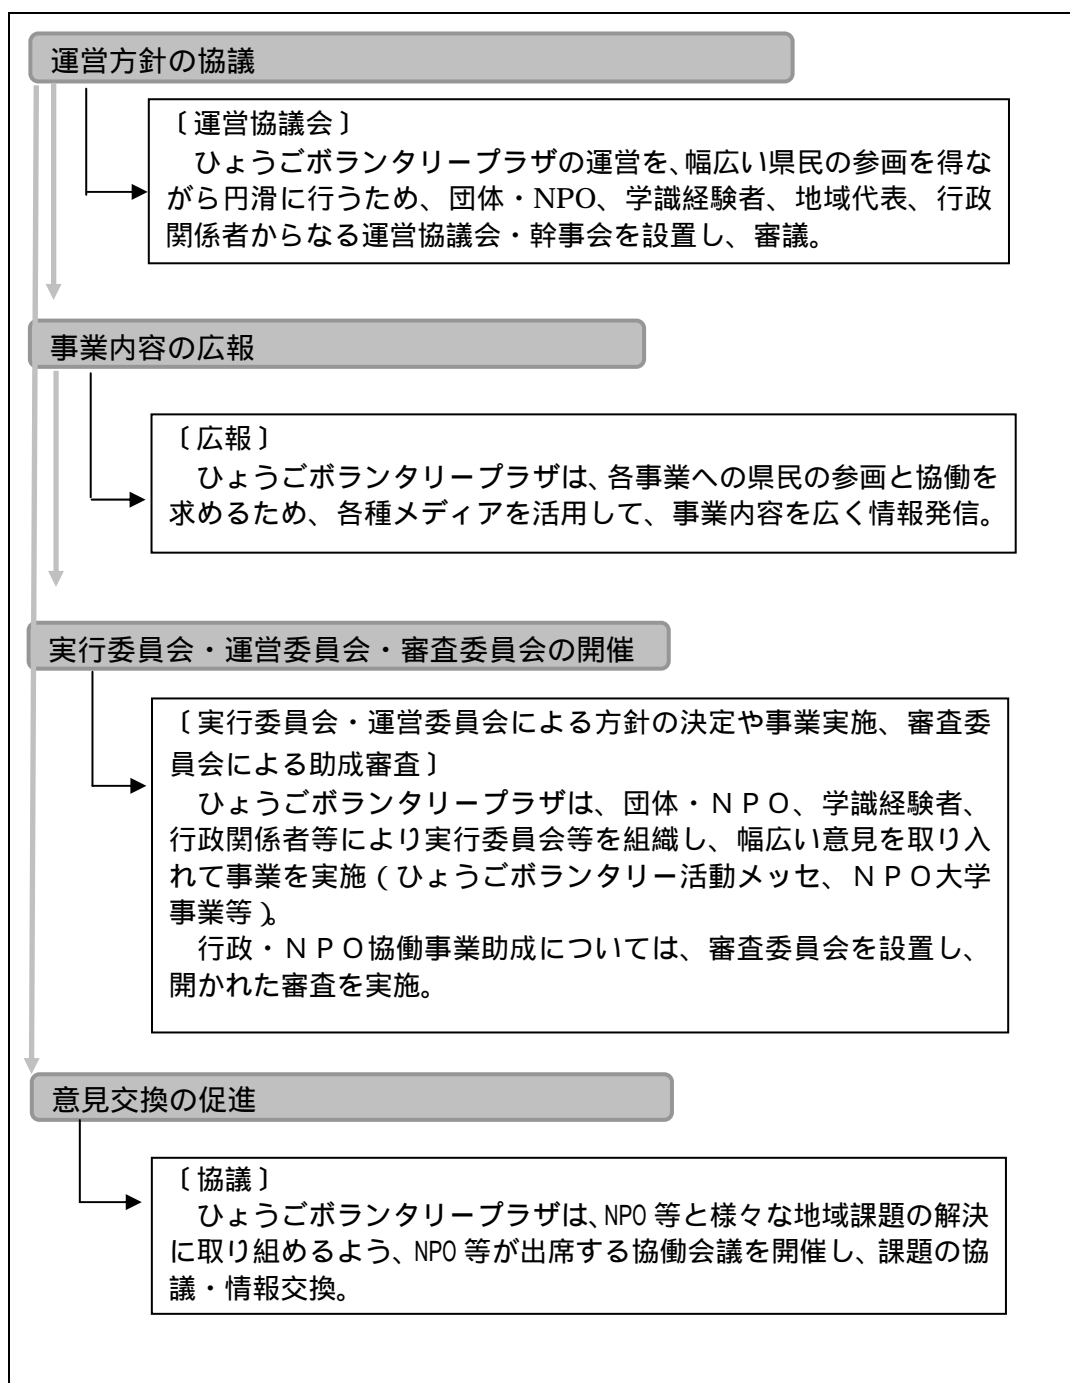 運営方針の協議
〔運営協議会〕
　ひょうごボランタリープラザの運営を、幅広い県民の参画を得な
がら円滑に行うため、団体・NPO、学識経験者、地域代表、行政
関係者からなる運営協議会・幹事会を設置し、審議。
事業内容の広報
〔広報〕
　ひょうごボランタリープラザは、各事業への県民の参画と協働を
求めるため、各種メディアを活用して、事業内容を広く情報発信。
実行委員会・運営委員会・審査委員会の開催
〔実行委員会・運営委員会による方針の決定や事業実施、審査委
員会による助成審査〕
　ひょうごボランタリープラザは、団体・ＮＰＯ、学識経験者、
行政関係者等により実行委員会等を組織し、幅広い意見を取り入
れて事業を実施（ひょうごボランタリー活動メッセ、ＮＰＯ大学
事業等）。
　行政・ＮＰＯ協働事業助成については、審査委員会を設置し、
開かれた審査を実施。
意見交換の促進
〔協議〕
　ひょうごボランタリープラザは、NPO 等と様々な地域課題の解決
に取り組めるよう、NPO 等が出席する協働会議を開催し、課題の協
議・情報交換。